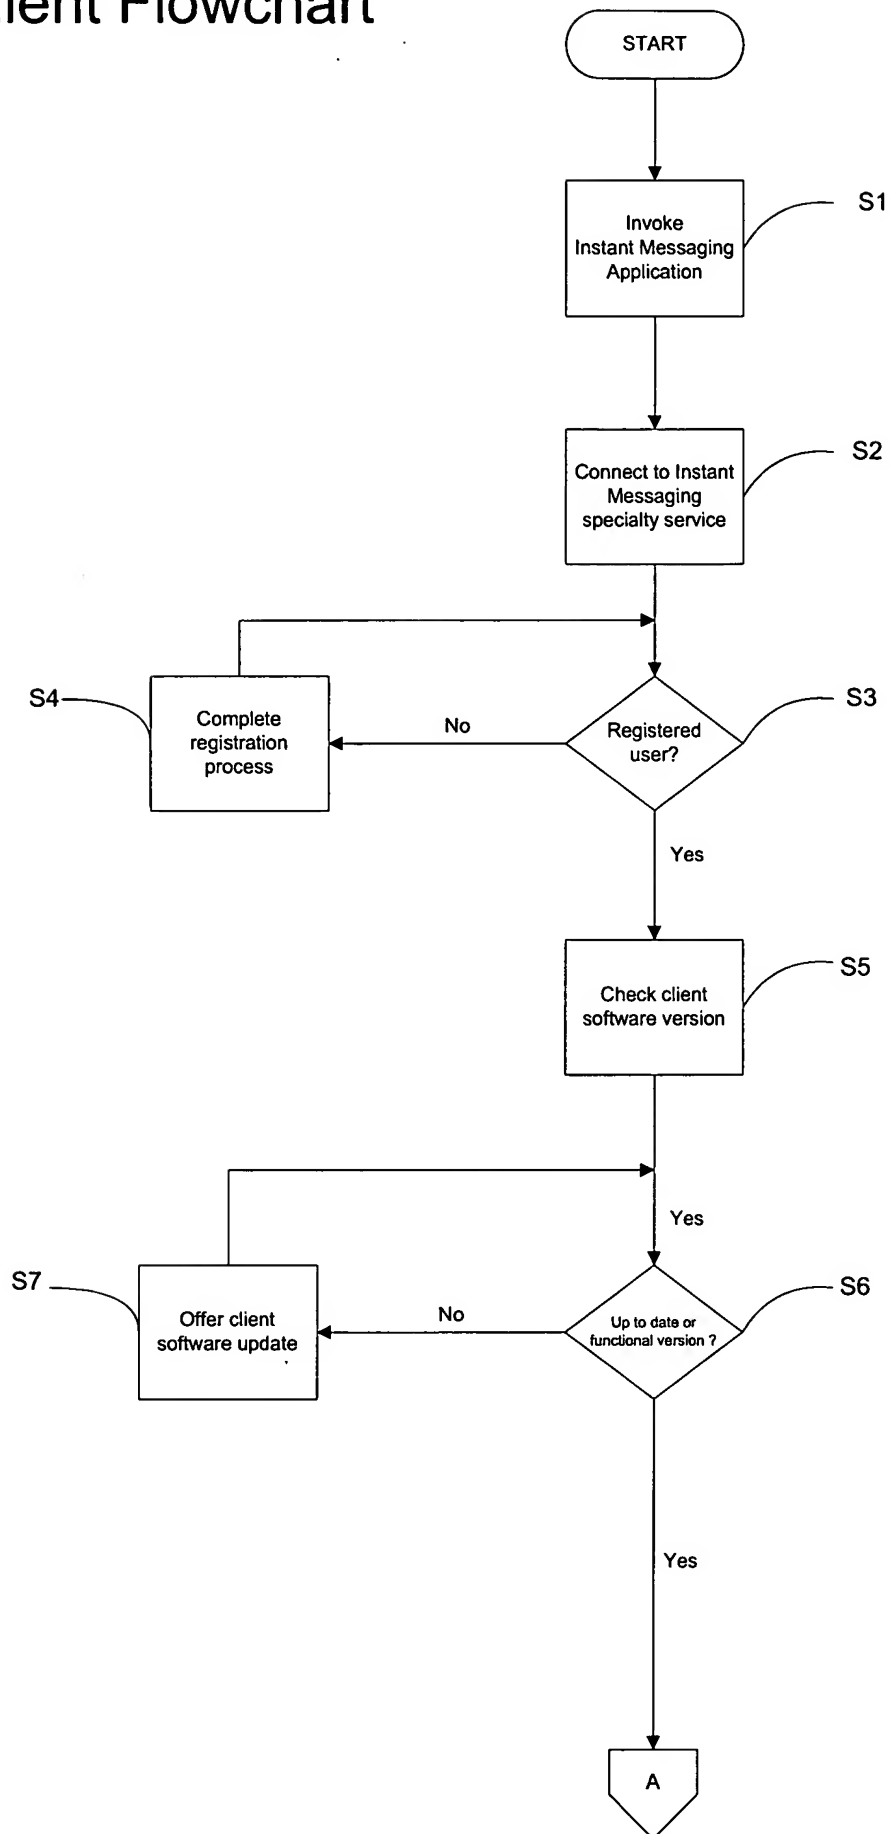 Flowchart
START
S1
Invoke
Instant Messaging
Application
S2
Connect to Instant
Messaging
specialty service
S4
Complete
registration
process
No
Registered
user?
S3
Yes
Check client
software version
S5
Yes
S7
Offer client
software update
No
Up to date or
functional version ?
S6
Yes
A